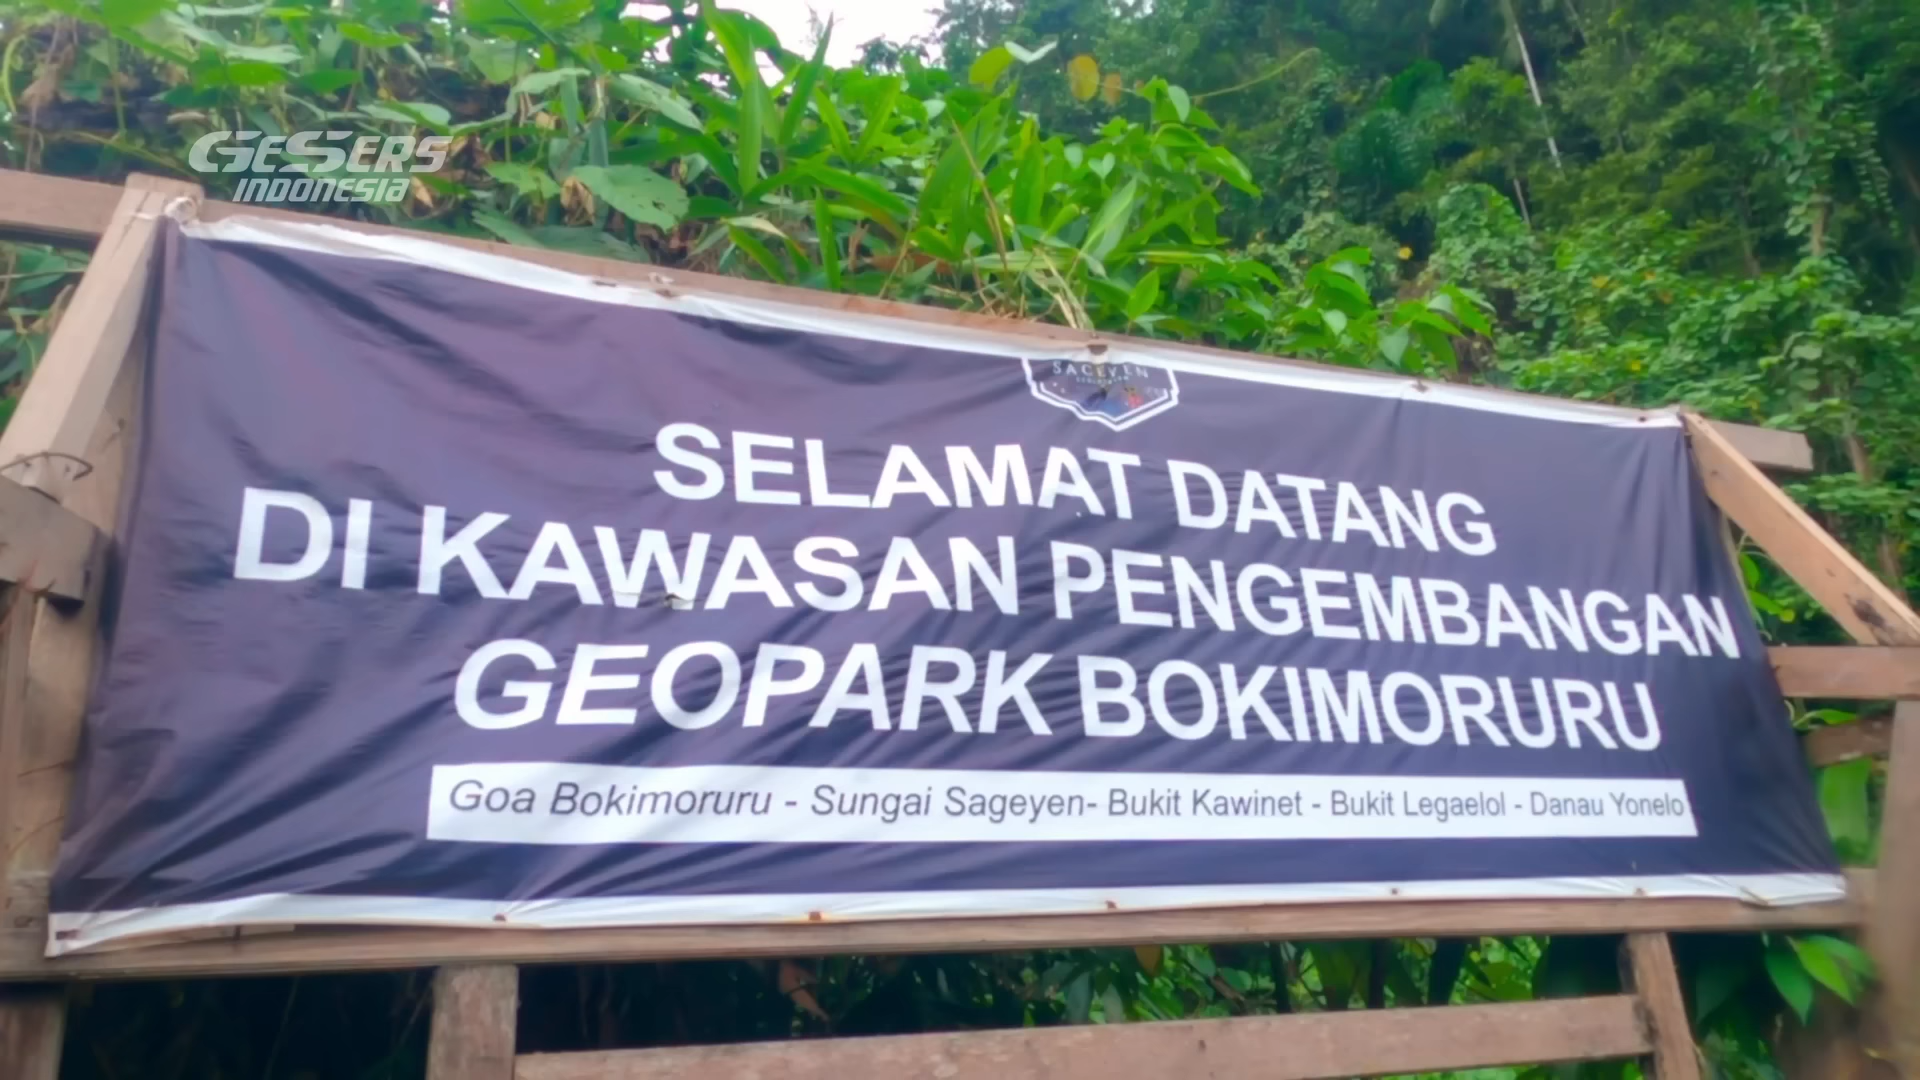 GESSERS
INDONESIA
SAGEYEN
SELAMAT DATANG
DI KAWASAN PENGEMBANGAN
GEOPARK BOKIMORURU
Goa Bokimoruru - Sungai Sageyen- Bukit Kawinet - Bukit Legaelol - Danau Yonelo